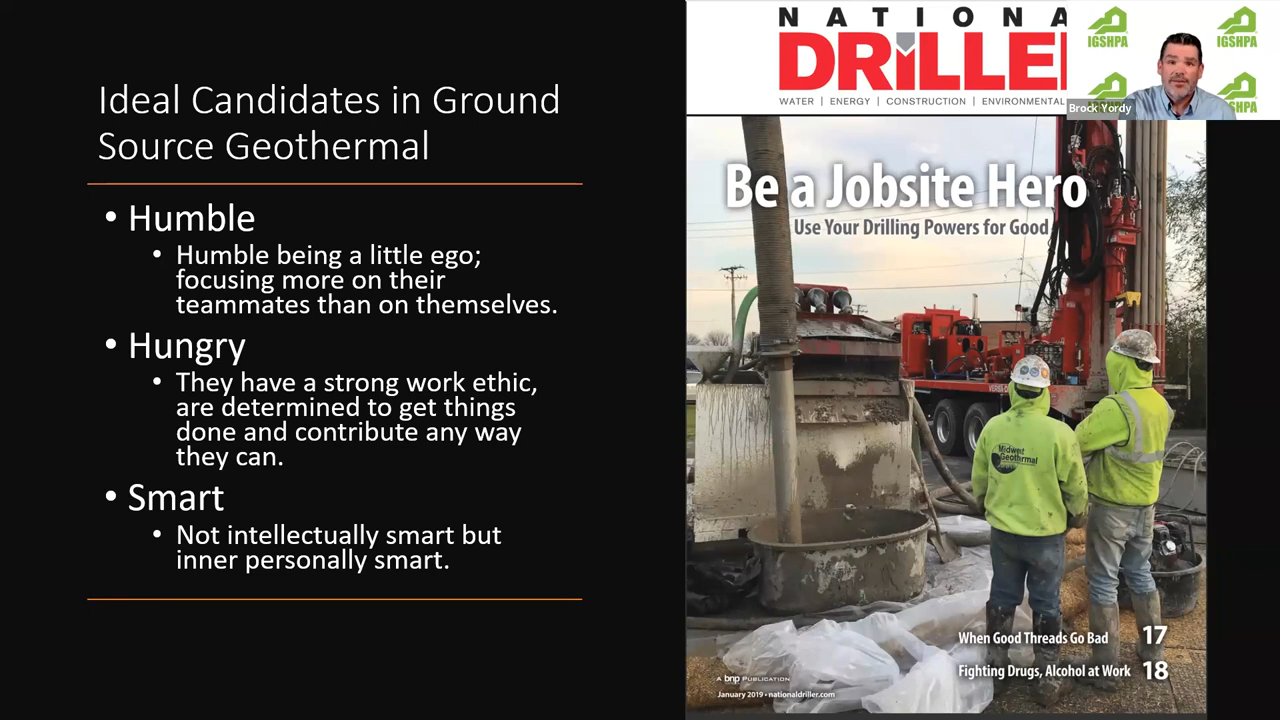 Ideal Candidates in Ground
Source Geothermal
• Humble
• Humble being a little ego;
focusing more on their
teammates than on themselves.
• Hungry
• They have a strong work ethic,
are determined to get things
done and contribute any way
they can.
• Smart
• Not intellectually smart but
inner personally smart.
NATIONA
DRILLE
WATER | ENERGY | CONSTRUCTION | ENVIRONMENTAL
Be a Jobsite Hero
Use Your Drilling Powers for Good
Midwest
Geothermal
When Good Threads Go Bad 17
Fighting Drugs, Alcohol at Work 18
A bnp PUBLICATION
January 2019 • nationaldriller.com
IGSHPA
IGSHPA
SHPA
Brock Yordy